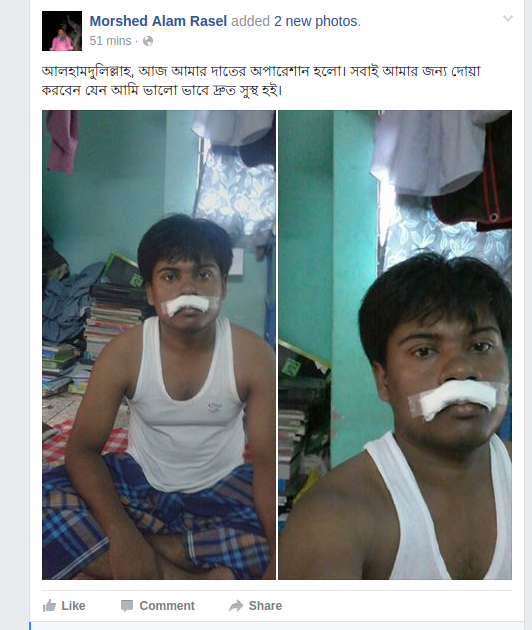 Morshed Alam Rasel added 2 new photos.
51 mins ·
আলহামদুলিল্লাহ, আজ আমার দাতের অপারেশান হলো। সবাই আমার জন্য দোয়া
করবেন যেন আমি ভালো ভাবে দ্রুত সুস্থ হই।
Like Comment Share